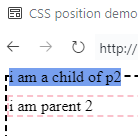 CSS position demo
http://
i am a child of p2
i am parent 2